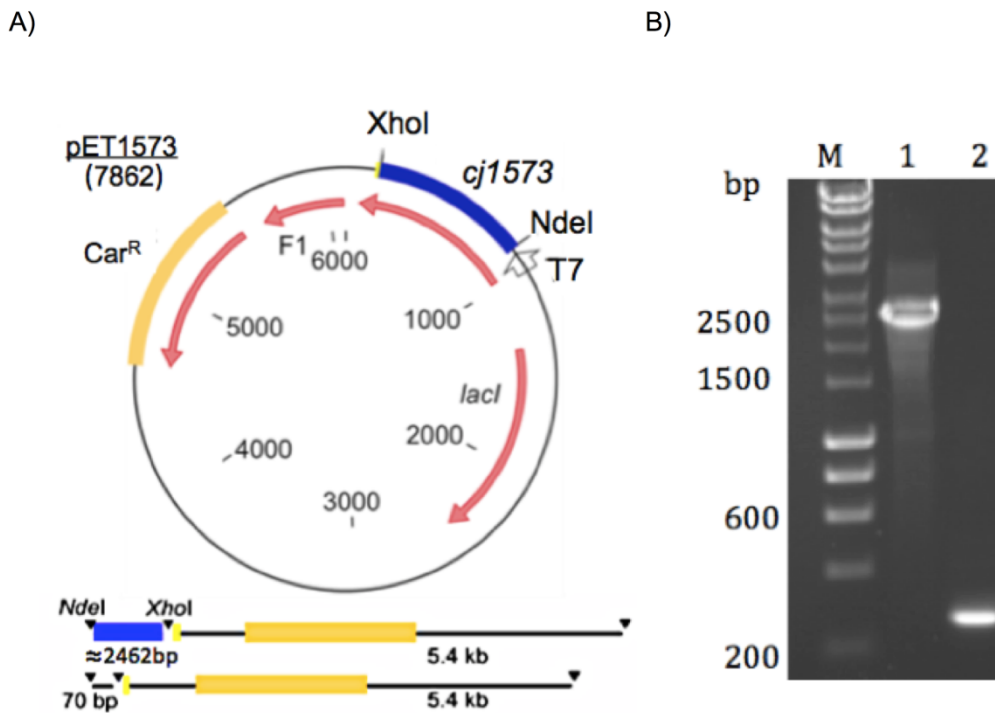 A)
B)
pET1573
(7862)
XhoI
cj1573
NdeI
T7
CarR
F1
6000
5000
1000
lacI
2000
4000
3000
NdeI XhoI
≈2462bp 5.4 kb
70 bp 5.4 kb
M 1 2
bp
2500
1500
600
200